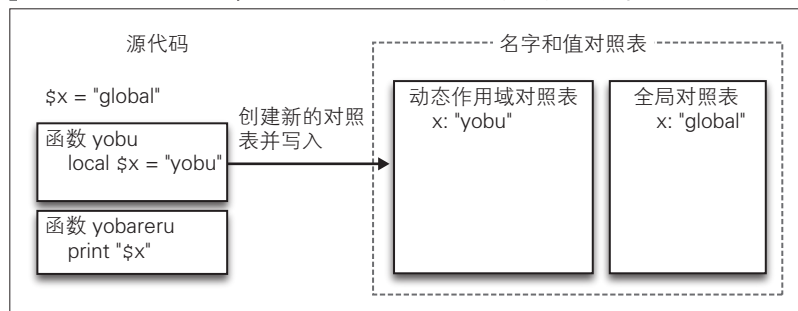 源代码
名字和值对照表
$x = "global"
函数 yobu
local $x = "yobu"
函数 yobareru
print "$x"
创建新的对照
表并写入
动态作用域对照表
x: "yobu"
全局对照表
x: "global"